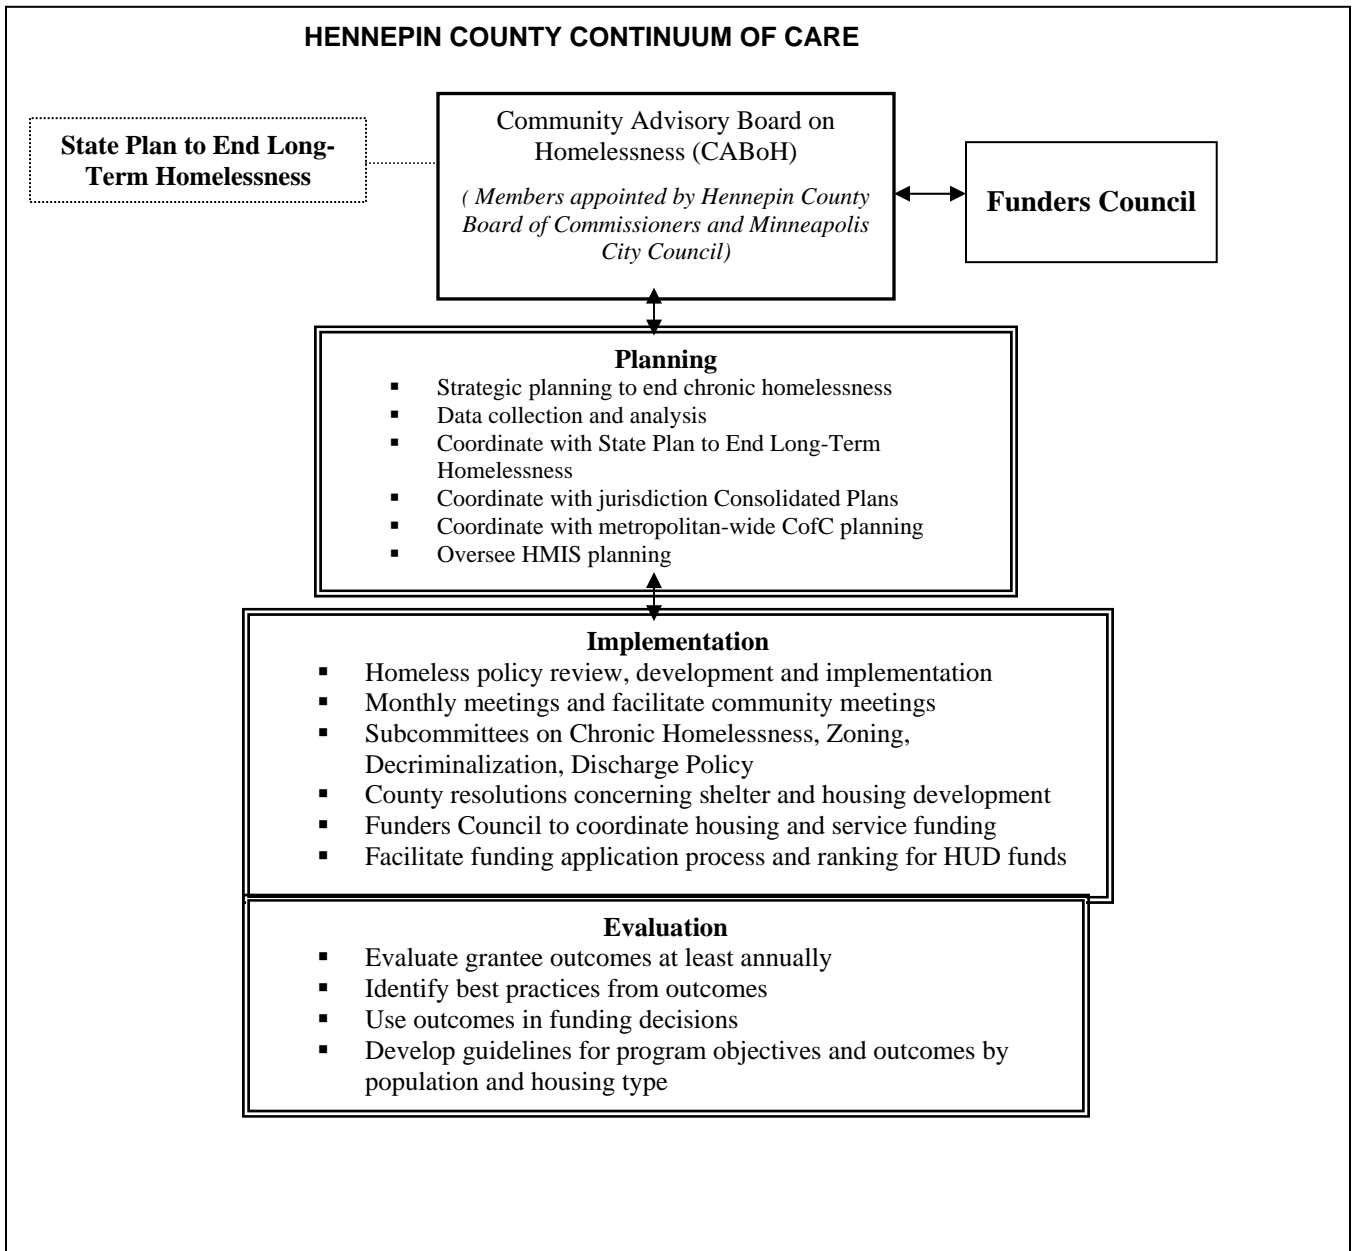 HENNEPIN COUNTY CONTINUUM OF CARE
State Plan to End Long-
Term Homelessness
Community Advisory Board on
Homelessness (CABoH)
( Members appointed by Hennepin County
Board of Commissioners and Minneapolis
City Council)
Funders Council
Planning
▪ Strategic planning to end chronic homelessness
▪ Data collection and analysis
▪ Coordinate with State Plan to End Long-Term
Homelessness
▪ Coordinate with jurisdiction Consolidated Plans
▪ Coordinate with metropolitan-wide CofC planning
▪ Oversee HMIS planning
Implementation
▪ Homeless policy review, development and implementation
▪ Monthly meetings and facilitate community meetings
▪ Subcommittees on Chronic Homelessness, Zoning,
Decriminalization, Discharge Policy
▪ County resolutions concerning shelter and housing development
▪ Funders Council to coordinate housing and service funding
▪ Facilitate funding application process and ranking for HUD funds
Evaluation
▪ Evaluate grantee outcomes at least annually
▪ Identify best practices from outcomes
▪ Use outcomes in funding decisions
▪ Develop guidelines for program objectives and outcomes by
population and housing type